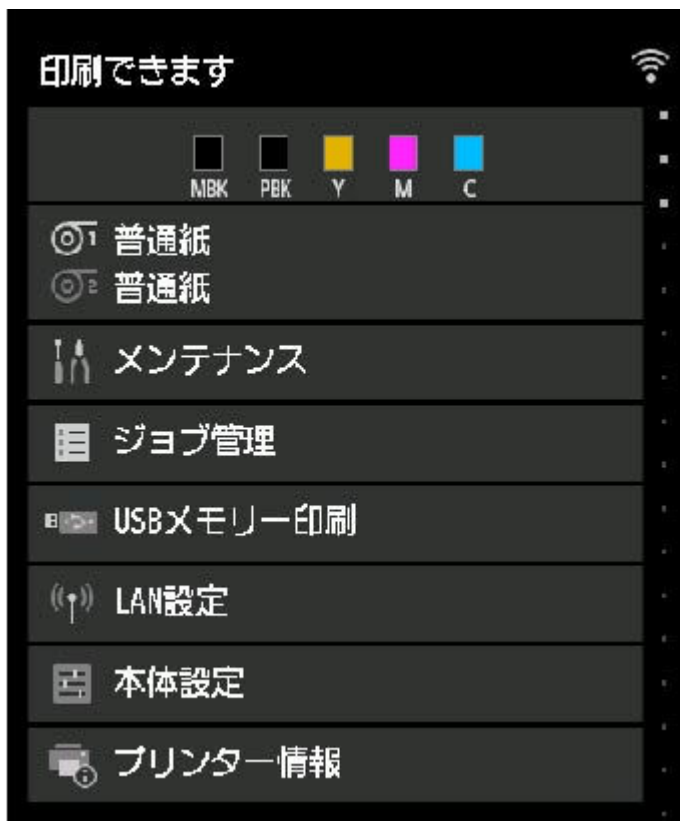 印刷できます
MBK PBK Y M C
1 普通紙
2 普通紙
メンテナンス
ジョブ管理
USBメモリー印刷
LAN設定
本体設定
プリンター情報